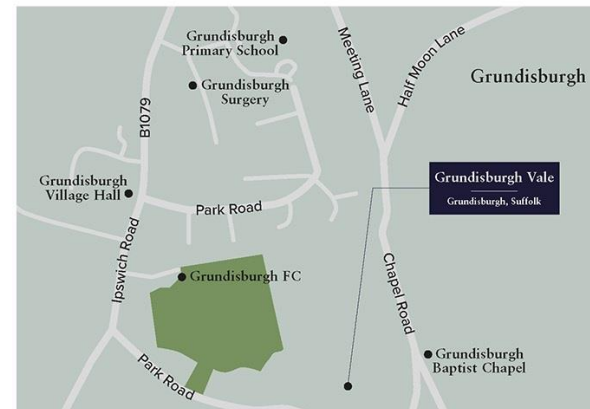 Grundisburgh
Primary School
Meeting Lane
Half Moon Lane
Grundisburgh
Grundisburgh
Surgery
B1079
Grundisburgh Vale
Grundisburgh, Suffolk
Grundisburgh
Village Hall
Park Road
Ipswich Road
Grundisburgh FC
Chapel Road
Grundisburgh
Baptist Chapel
Park Road